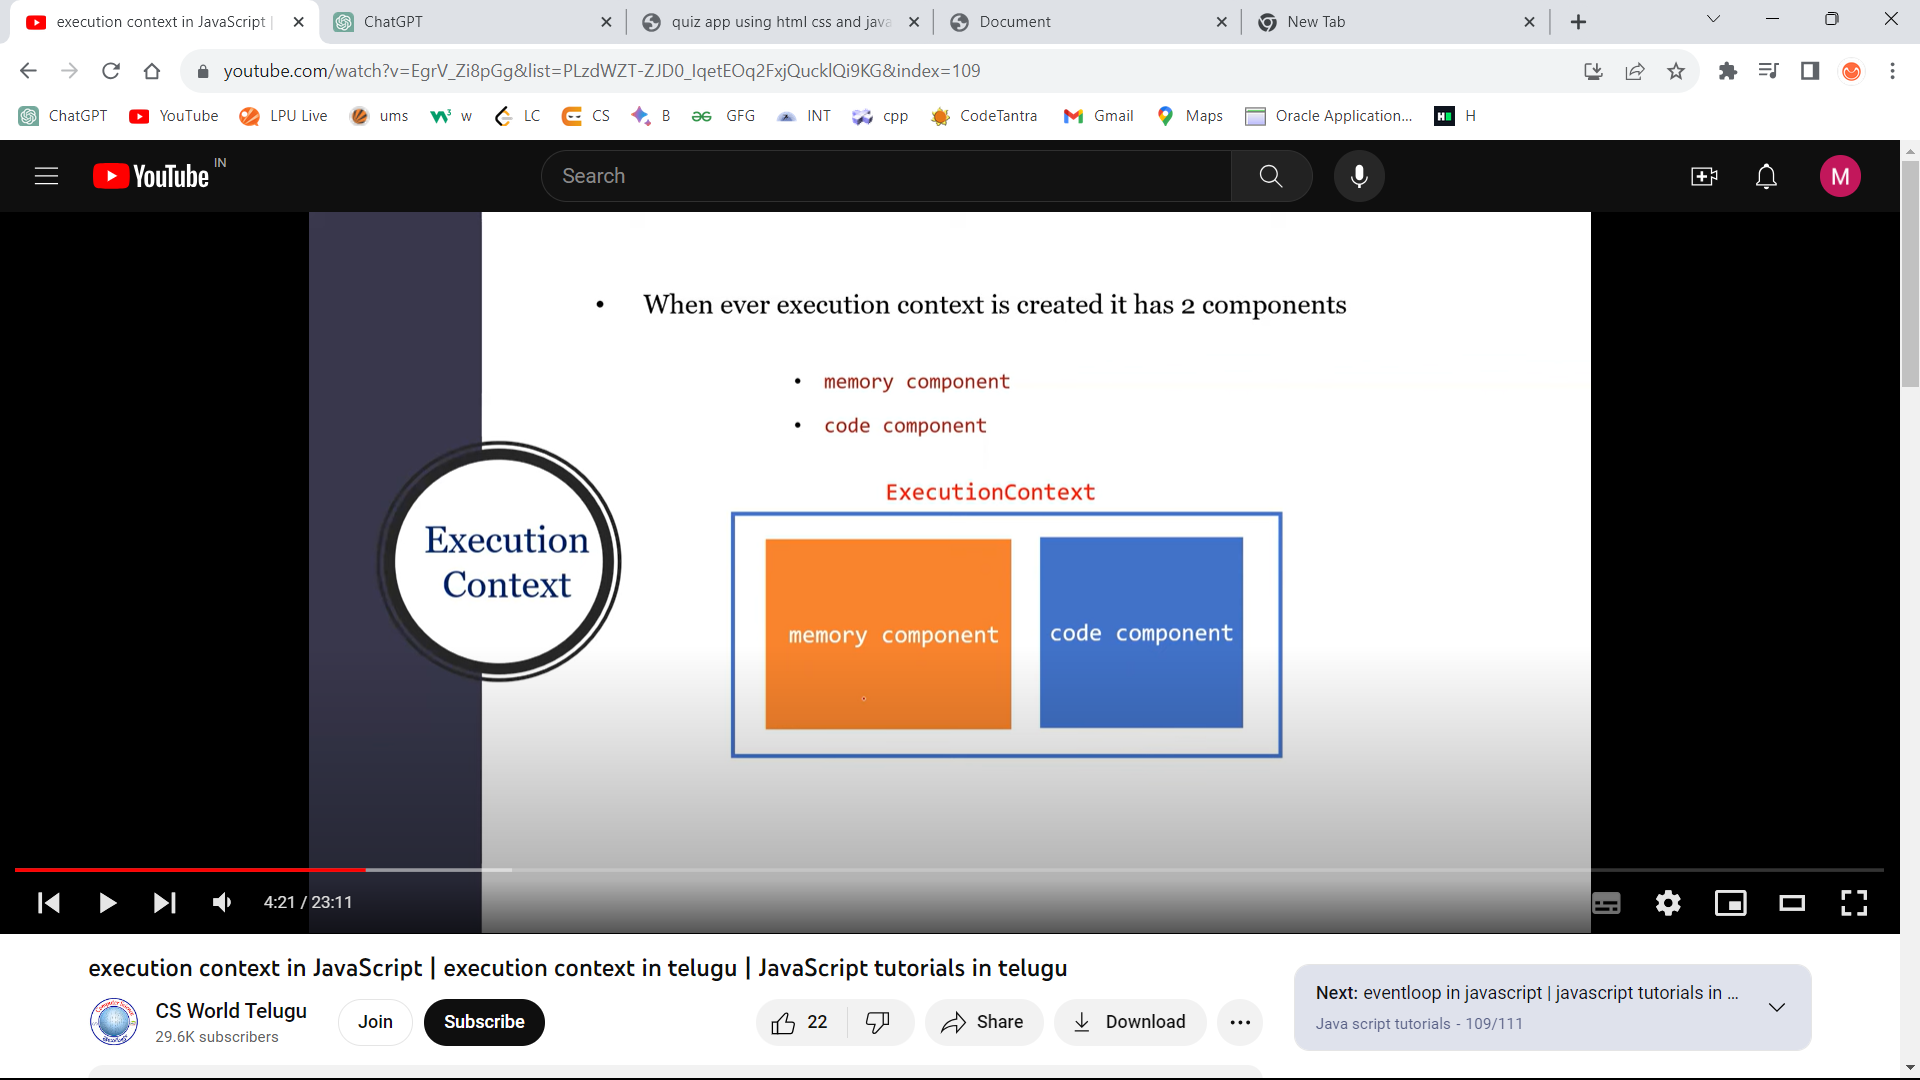 execution context in JavaScript |
ChatGPT
quiz app using html css and java
Document
New Tab
youtube.com/watch?v=EgrV_Zi8pGg&list=PLzdWZT-ZJD0_IqetEOq2FxjQucklQi9KG&index=109
ChatGPT YouTube LPU Live ums w LC CS B GFG INT cpp CodeTantra Gmail Maps Oracle Application... H
YouTube IN
Search
M
• When ever execution context is created it has 2 components
• memory component
• code component
ExecutionContext
Execution
Context
memory component
code component
4:21 / 23:11
execution context in JavaScript | execution context in telugu | JavaScript tutorials in telugu
CS World Telugu
29.6K subscribers
Join
Subscribe
22
Share
Download
Next: eventloop in javascript | javascript tutorials in ...
Java script tutorials - 109/111